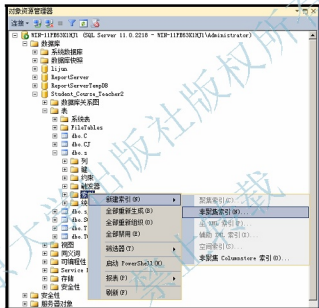 对象资源管理器
连接
WIN-11PB63X1HJI (SQL Server 11.0.2218 - WIN-11PB63X1HJI\Administrator)
数据库
系统数据库
数据库快照
lijun
ReportServer
ReportServerTempDB
Student_Course_Teacher2
数据库关系图
表
系统表
FileTables
dbo.C
dbo.CJ
dbo.s
列
键
约束
触发器
新建索引(N)
聚集索引(C)...
全部重新生成(B)
非聚集索引(N)...
全部重新组织(O)
主 XML 索引(P)...
全部禁用(E)
辅助 XML 索引(X)...
空间索引(S)...
筛选器(T)
非聚集 Columnstore 索引(O)...
启动 PowerShell(H)
报表(P)
刷新(F)
视图
同义词
可编程性
Service
存储
安全性
安全性
服务器对象